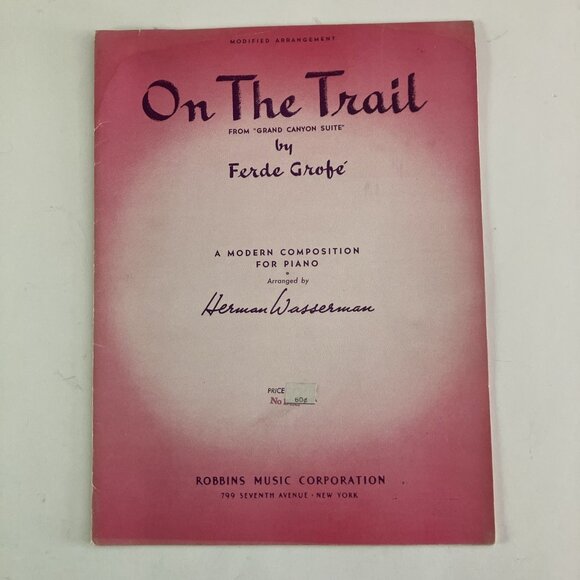 MODIFIED ARRANGEMENT
On The Trail
FROM "GRAND CANYON SUITE"
by
Ferde Grofé
A MODERN COMPOSITION
FOR PIANO
Arranged by
Herman Wasserman
PRICE
No 60¢
ROBBINS MUSIC CORPORATION
799 SEVENTH AVENUE • NEW YORK